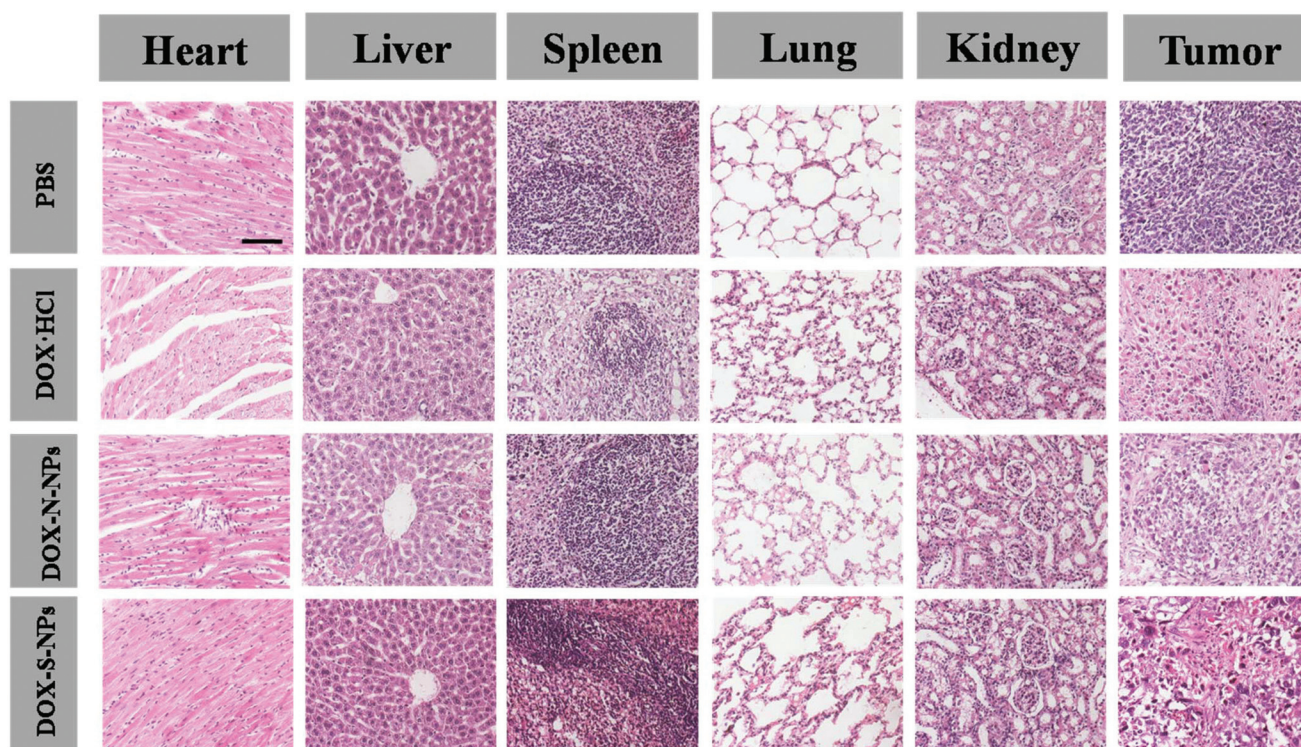 Heart Liver Spleen Lung Kidney Tumor
PBS
DOX·HCl
DOX-N-NPs
DOX-S-NPs